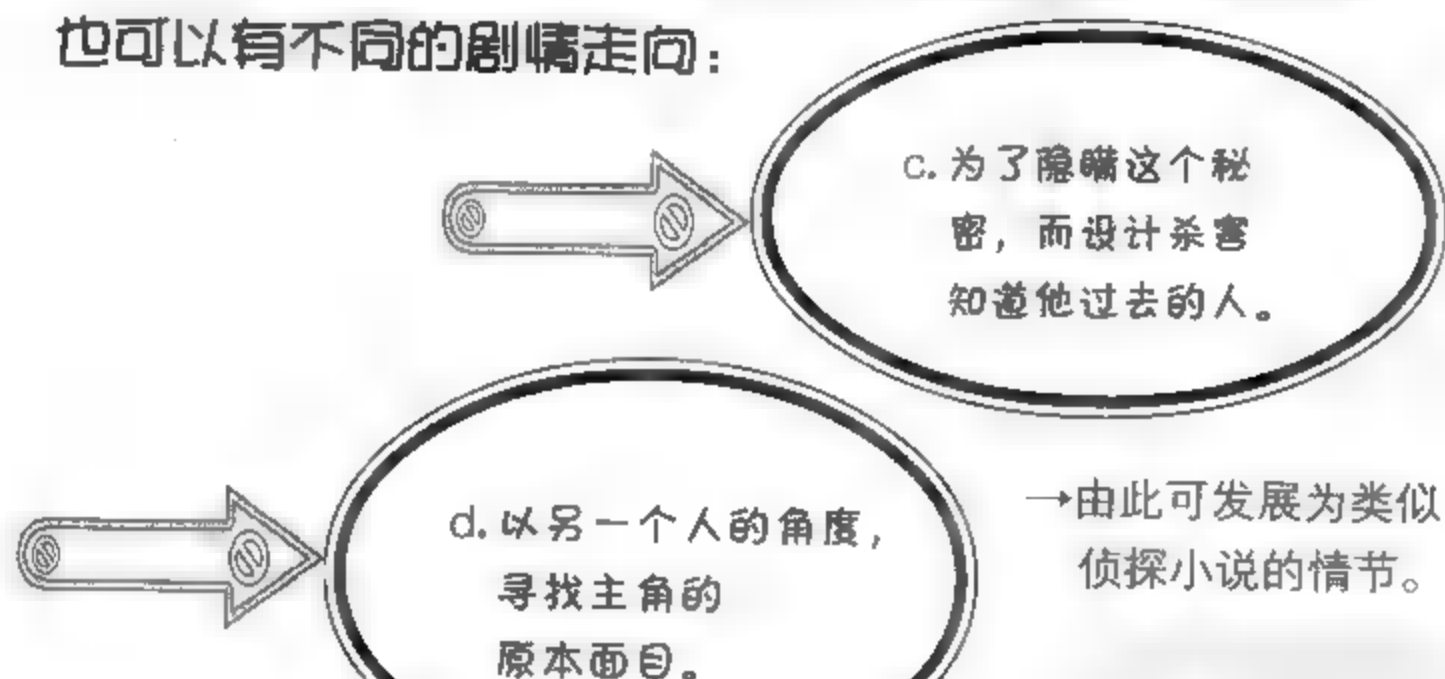 也可以有不同的剧情走向：
c. 为了隐瞒这个秘
密，而设计杀害
知道他过去的人。
d. 以另一个人的角度，
寻找主角的
原本面目。
→由此可发展为类似
侦探小说的情节。